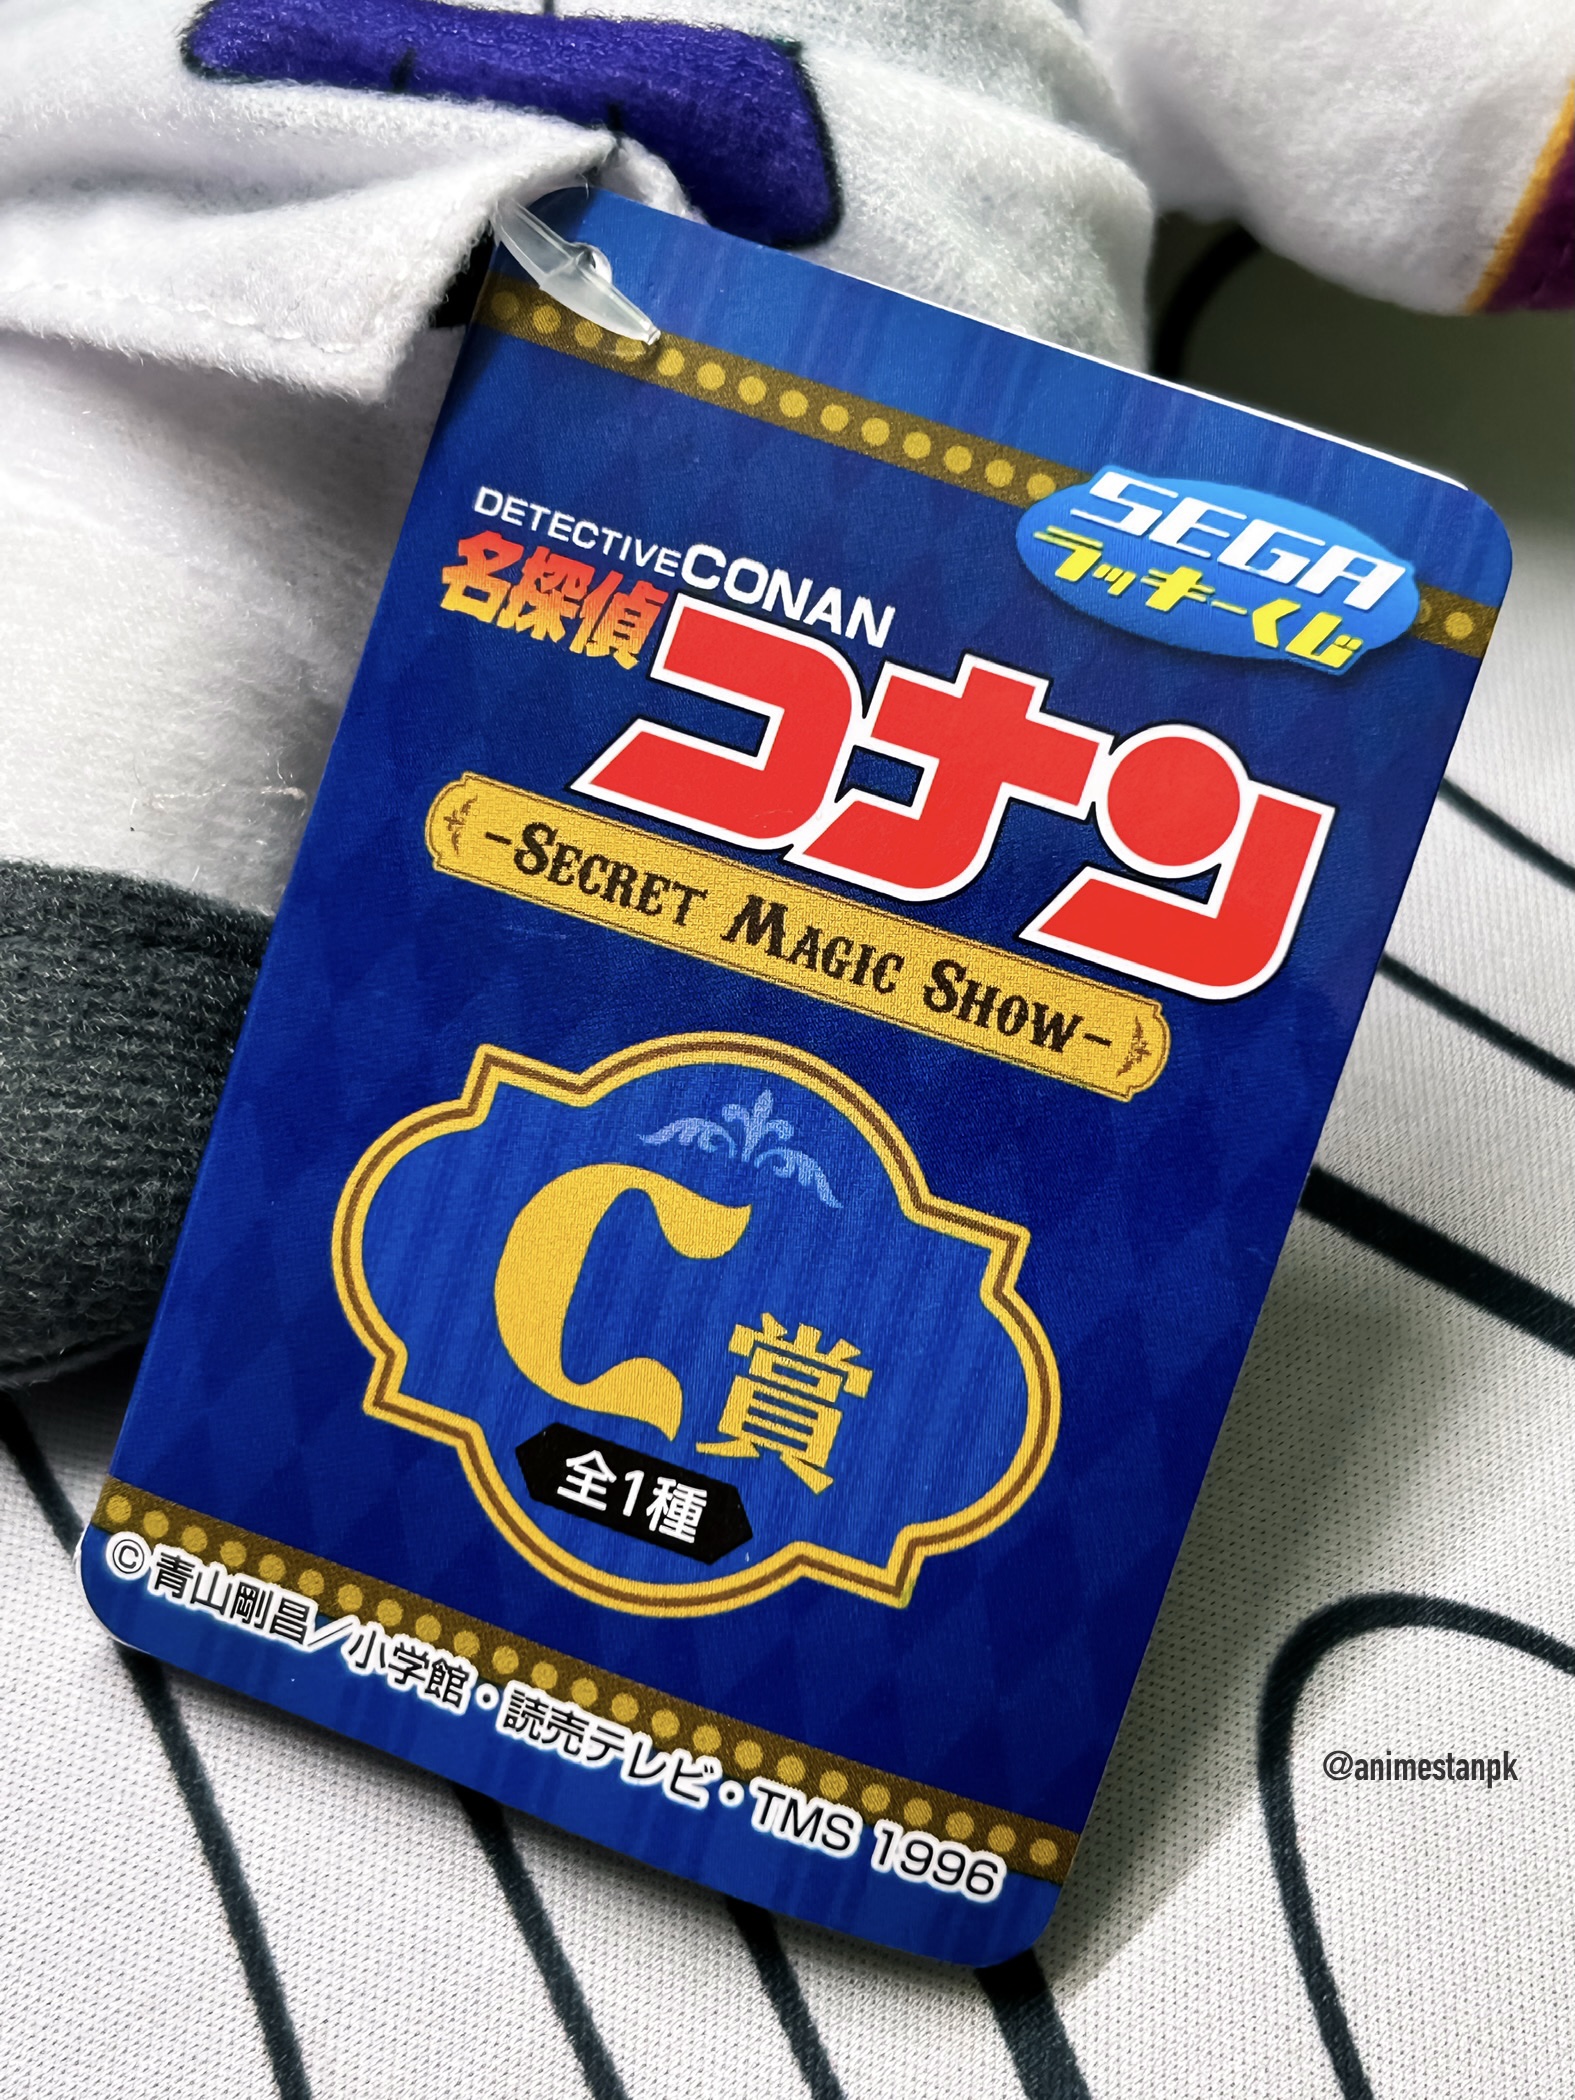 SEGA
ラッキーくじ
DETECTIVE CONAN
名探偵
コナン
-SECRET MAGIC SHOW-
C賞
全1種
© 青山剛昌／小学館・読売テレビ・TMS 1996
@animestanpk